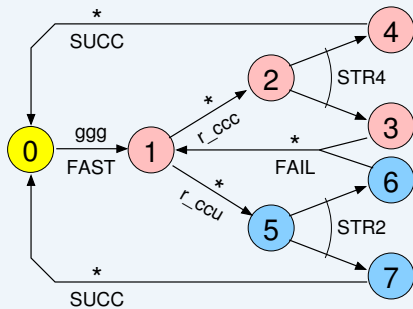 *
SUCC
4
2
STR4
*
r_ccc
ggg
0
FAST
1
*
FAIL
3
6
*
r_ccu
5
STR2
*
SUCC
7